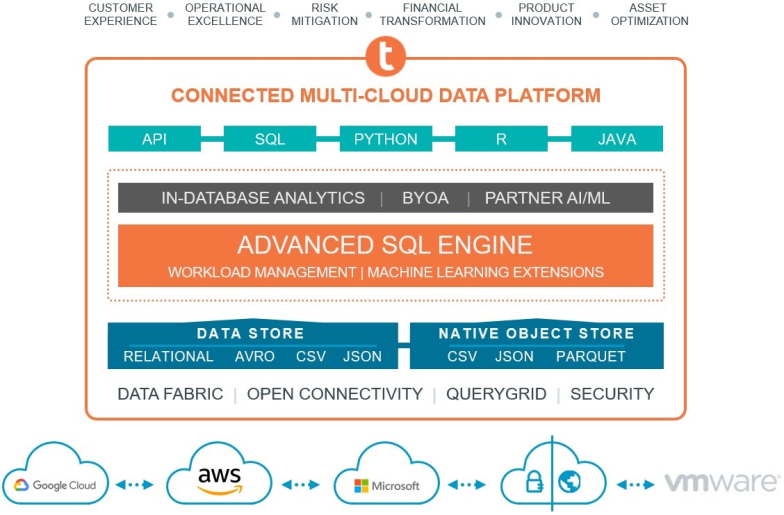 CUSTOMER EXPERIENCE • OPERATIONAL EXCELLENCE • RISK MITIGATION • FINANCIAL TRANSFORMATION • PRODUCT INNOVATION • ASSET OPTIMIZATION
t
CONNECTED MULTI-CLOUD DATA PLATFORM
API SQL PYTHON R JAVA
IN-DATABASE ANALYTICS | BYOA | PARTNER AI/ML
ADVANCED SQL ENGINE
WORKLOAD MANAGEMENT | MACHINE LEARNING EXTENSIONS
DATA STORE
RELATIONAL AVRO CSV JSON
NATIVE OBJECT STORE
CSV JSON PARQUET
DATA FABRIC | OPEN CONNECTIVITY | QUERYGRID | SECURITY
Google Cloud aws Microsoft vmware®